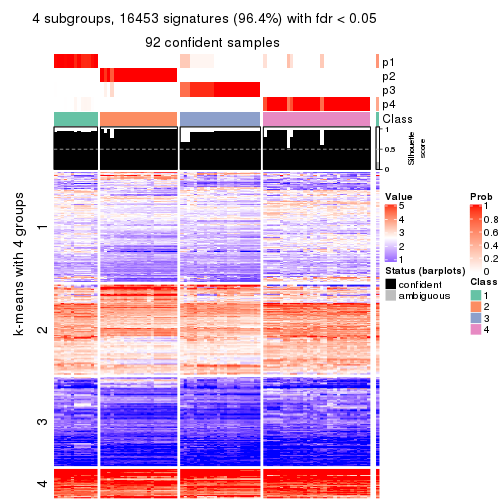 4 subgroups, 16453 signatures (96.4%) with fdr < 0.05
92 confident samples
p1
p2
p3
p4
Class
1
0.5
0
Silhouette
score
k-means with 4 groups
1
2
3
4
Value
5
4
3
2
1
Status (barplots)
confident
ambiguous
Prob
1
0.8
0.6
0.4
0.2
0
Class
1
2
3
4